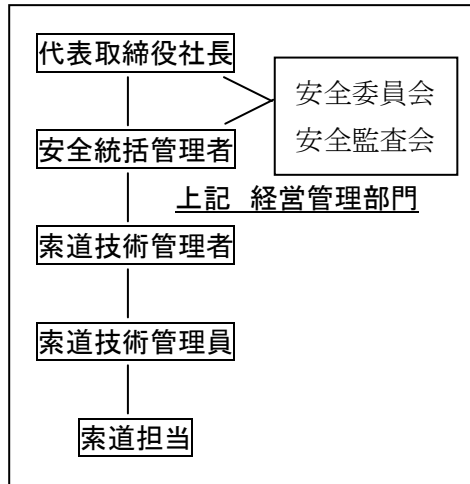 代表取締役社長
安全委員会
安全監査会
安全統括管理者
上記　経営管理部門
索道技術管理者
索道技術管理員
索道担当